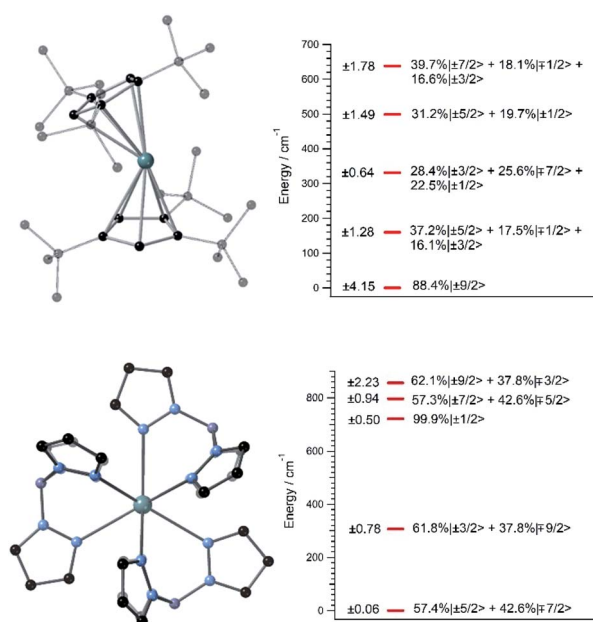 700
±1.78
39.7%|±7/2> + 18.1%|∓1/2> +
16.6%|±3/2>
600
±1.49
31.2%|±5/2> + 19.7%|±1/2>
500
400
±0.64
28.4%|±3/2> + 25.6%|∓7/2> +
22.5%|±1/2>
300
200
±1.28
37.2%|±5/2> + 17.5%|∓1/2> +
16.1%|±3/2>
100
0
±4.15
88.4%|±9/2>
Energy / cm⁻¹
±2.23
62.1%|±9/2> + 37.8%|∓3/2>
±0.94
57.3%|±7/2> + 42.6%|∓5/2>
800
±0.50
99.9%|±1/2>
600
400
±0.78
61.8%|±3/2> + 37.8%|∓9/2>
200
0
±0.06
57.4%|±5/2> + 42.6%|∓7/2>
Energy / cm⁻¹